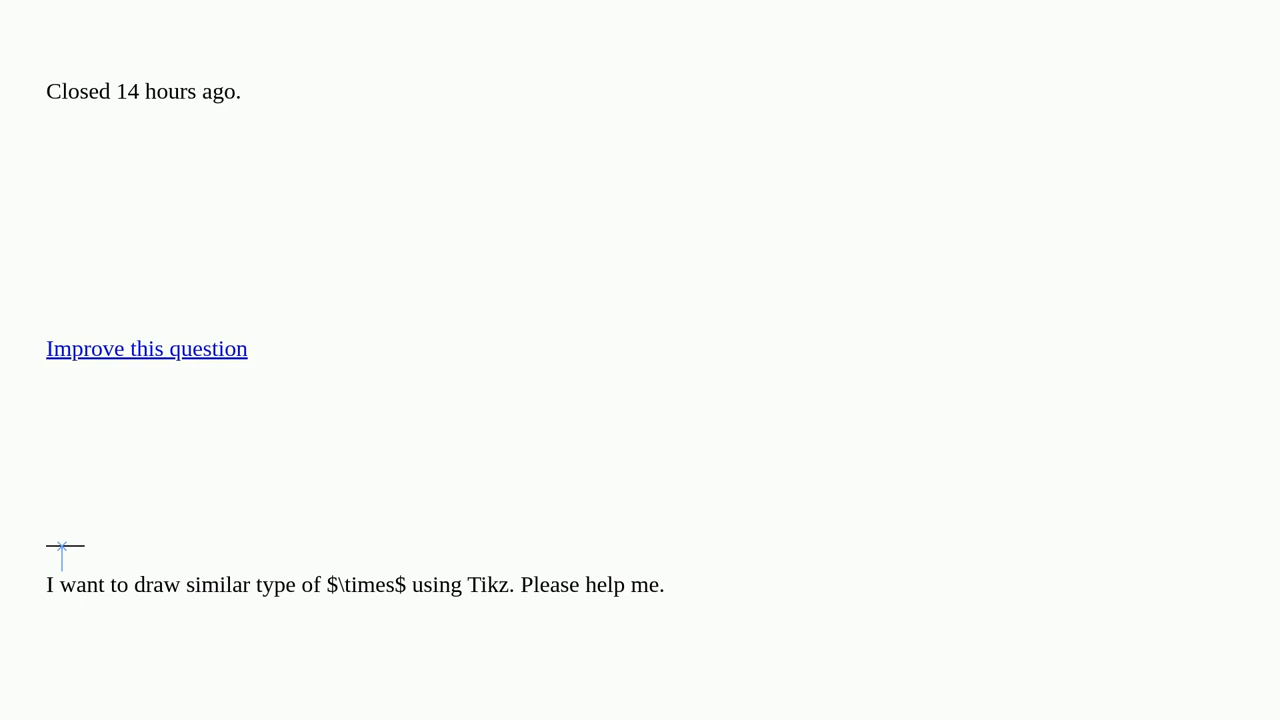 Closed 14 hours ago.
Improve this question
I want to draw similar type of $\times$ using Tikz. Please help me.